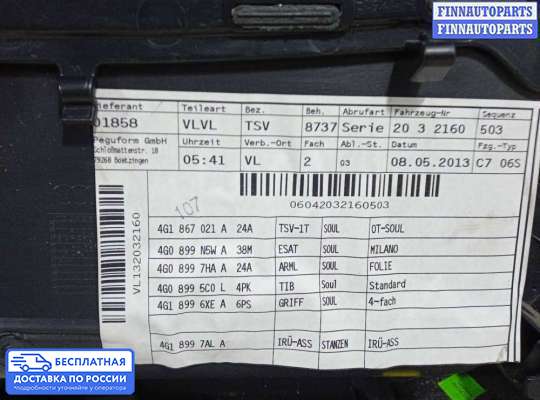 FINNAUTOPARTS
FINNAUTOPARTS
Lieferant Teileart Bez. Beh. Abrufart Fahrzeug-Nr Sequenz
01858 VLVL TSV 8737 Serie 20 3 2160 503
Peguform GmbH
Schloßmattenstr. 18
79268 Boetzingen
Uhrzeit Verb.-Ort Fach Abl.-St. Datum Fzg.-Typ
05:41 VL 2 03 08.05.2013 C7 06S
06042032160503
107
VL132032160
4G1 867 021 A 24A TSV-1T SOUL OT-SOUL
4G0 899 N5W A 38M ESAT SOUL MILANO
4G0 899 7HA A 24A ARML SOUL FOLIE
4G0 899 5C0 L 4PK TIB Soul Standard
4G1 899 6XE A 6PS GRIFF SOUL 4-fach
4G1 899 7AL A IRÜ-ASS STANZEN IRÜ-ASS
БЕСПЛАТНАЯ
ДОСТАВКА ПО РОССИИ
подробности уточняйте у оператора